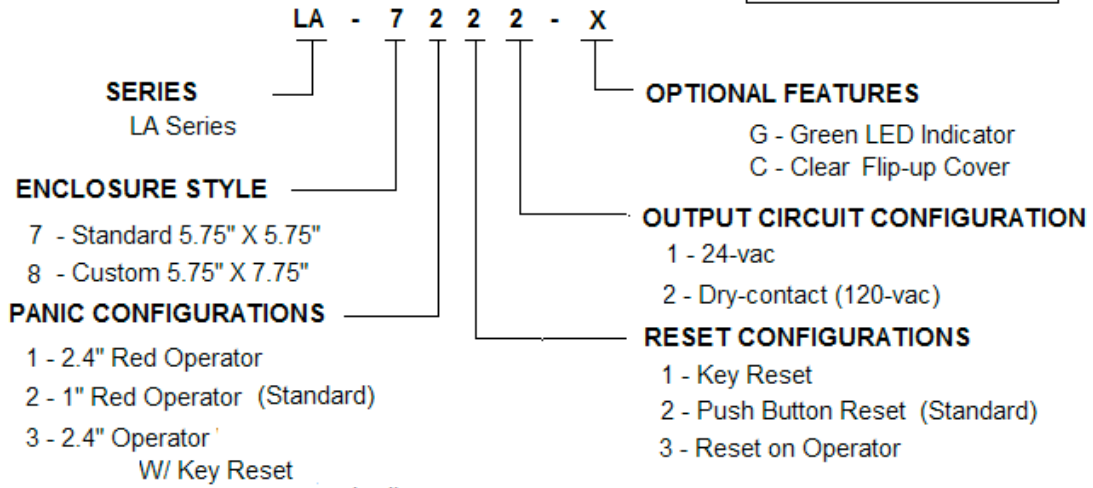 LA - 7 2 2 2 - X
SERIES
LA Series
ENCLOSURE STYLE
7 - Standard 5.75" X 5.75"
8 - Custom 5.75" X 7.75"
PANIC CONFIGURATIONS
1 - 2.4" Red Operator
2 - 1" Red Operator (Standard)
3 - 2.4" Operator
W/ Key Reset
OPTIONAL FEATURES
G - Green LED Indicator
C - Clear Flip-up Cover
OUTPUT CIRCUIT CONFIGURATION
1 - 24-vac
2 - Dry-contact (120-vac)
RESET CONFIGURATIONS
1 - Key Reset
2 - Push Button Reset (Standard)
3 - Reset on Operator